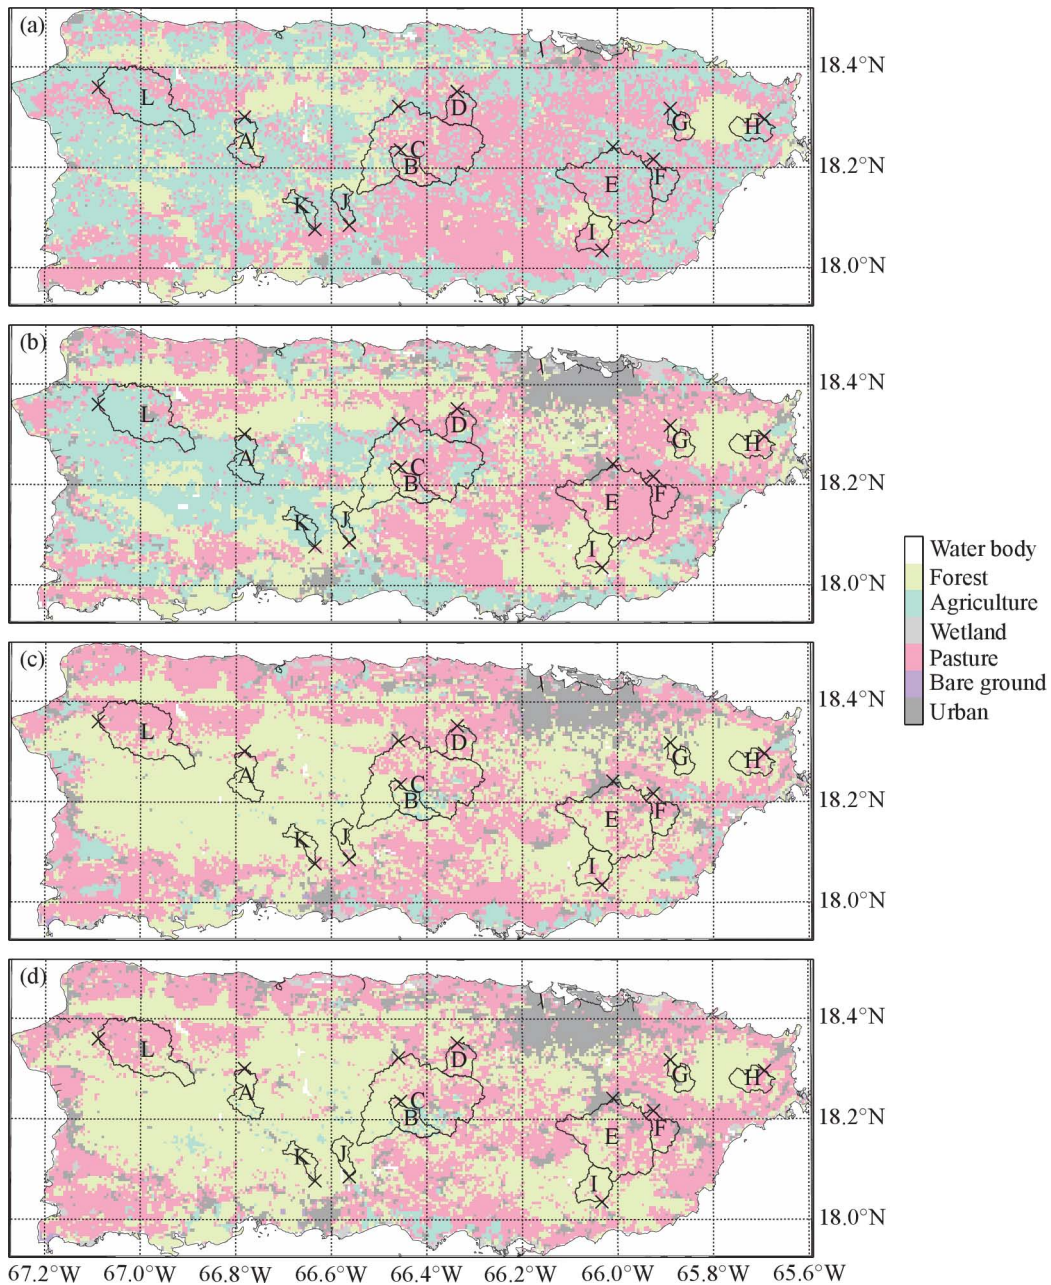 (a)
L
A
K
J
C
B
D
E
F
G
H
I
18.4°N
18.2°N
18.0°N
(b)
L
A
K
J
C
B
D
E
F
G
H
I
18.4°N
18.2°N
18.0°N
Water body
Forest
Agriculture
Wetland
Pasture
Bare ground
Urban
(c)
L
A
K
J
C
B
D
E
F
G
H
I
18.4°N
18.2°N
18.0°N
(d)
L
A
K
J
C
B
D
E
F
G
H
I
18.4°N
18.2°N
18.0°N
67.2°W 67.0°W 66.8°W 66.6°W 66.4°W 66.2°W 66.0°W 65.8°W 65.6°W